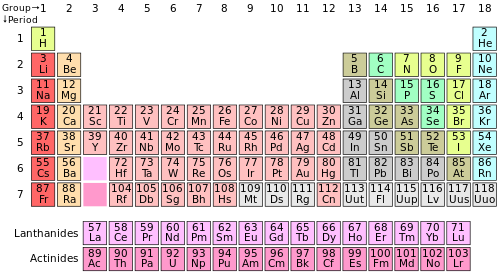 Group→ 1 2 3 4 5 6 7 8 9 10 11 12 13 14 15 16 17 18
↓Period
1 1 2
H He
2 3 4 5 6 7 8 9 10
Li Be B C N O F Ne
3 11 12 13 14 15 16 17 18
Na Mg Al Si P S Cl Ar
4 19 20 21 22 23 24 25 26 27 28 29 30 31 32 33 34 35 36
K Ca Sc Ti V Cr Mn Fe Co Ni Cu Zn Ga Ge As Se Br Kr
5 37 38 39 40 41 42 43 44 45 46 47 48 49 50 51 52 53 54
Rb Sr Y Zr Nb Mo Tc Ru Rh Pd Ag Cd In Sn Sb Te I Xe
6 55 56 72 73 74 75 76 77 78 79 80 81 82 83 84 85 86
Cs Ba Hf Ta W Re Os Ir Pt Au Hg Tl Pb Bi Po At Rn
7 87 88 104 105 106 107 108 109 110 111 112 113 114 115 116 117 118
Fr Ra Rf Db Sg Bh Hs Mt Ds Rg Cn Uut Fl Uup Lv Uus Uuo
Lanthanides 57 58 59 60 61 62 63 64 65 66 67 68 69 70 71
La Ce Pr Nd Pm Sm Eu Gd Tb Dy Ho Er Tm Yb Lu
Actinides 89 90 91 92 93 94 95 96 97 98 99 100 101 102 103
Ac Th Pa U Np Pu Am Cm Bk Cf Es Fm Md No Lr